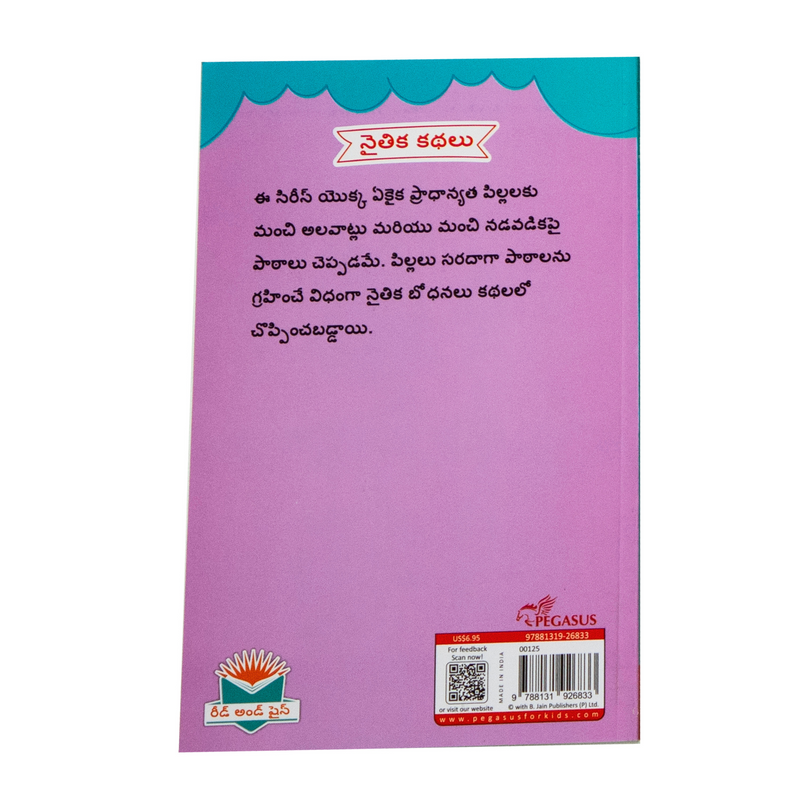 నైతిక కథలు
ఈ సిరీస్ యొక్క ఏకైక ప్రాధాన్యత పిల్లలకు
మంచి అలవాట్లు మరియు మంచి నడవడికపై
పాఠాలు చెప్పడమే. పిల్లలు సరదాగా పాఠాలను
గ్రహించే విధంగా నైతిక బోధనలు కథలలో
చొప్పించబడ్డాయి.
రీడ్ అండ్ షైన్
PEGASUS
US$6.95 97881319-26833
For feedback
Scan now!
or visit our website
MADE IN INDIA
00125
9 788131 926833
© with B. Jain Publishers (P) Ltd.
www.pegasusforkids.com